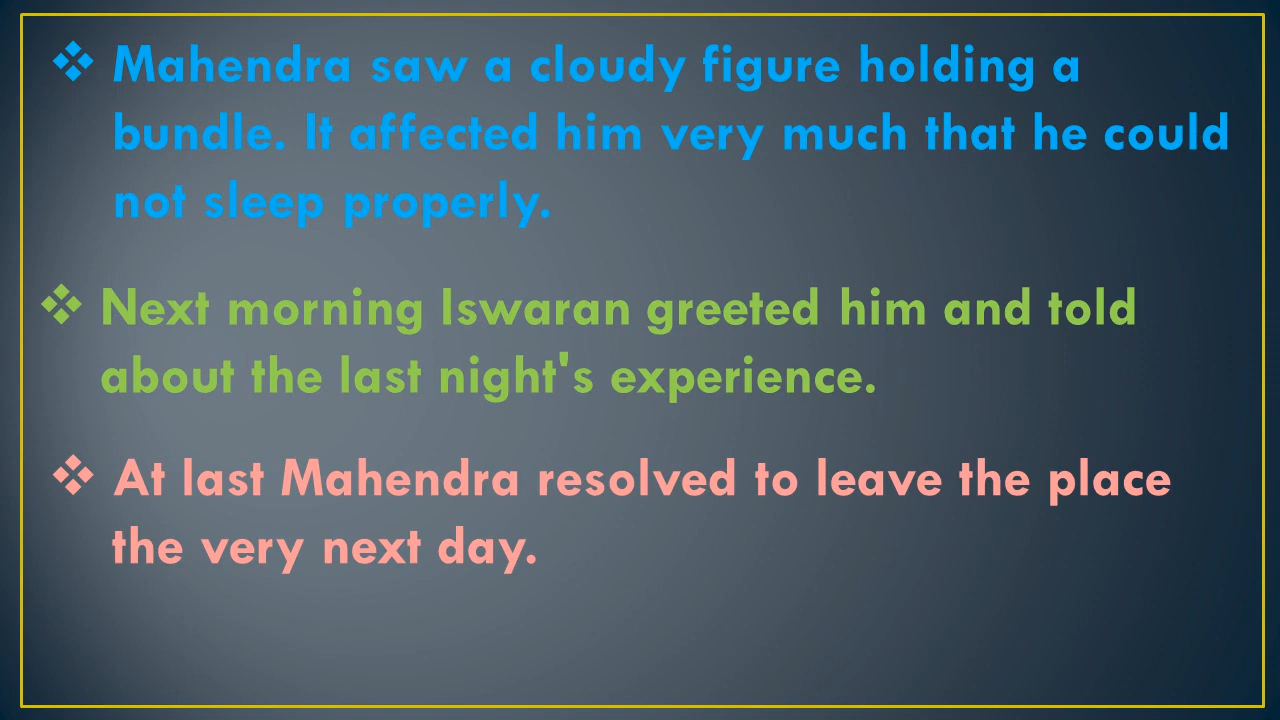 ❖ Mahendra saw a cloudy figure holding a
bundle. It affected him very much that he could
not sleep properly.
❖ Next morning Iswaran greeted him and told
about the last night's experience.
❖ At last Mahendra resolved to leave the place
the very next day.